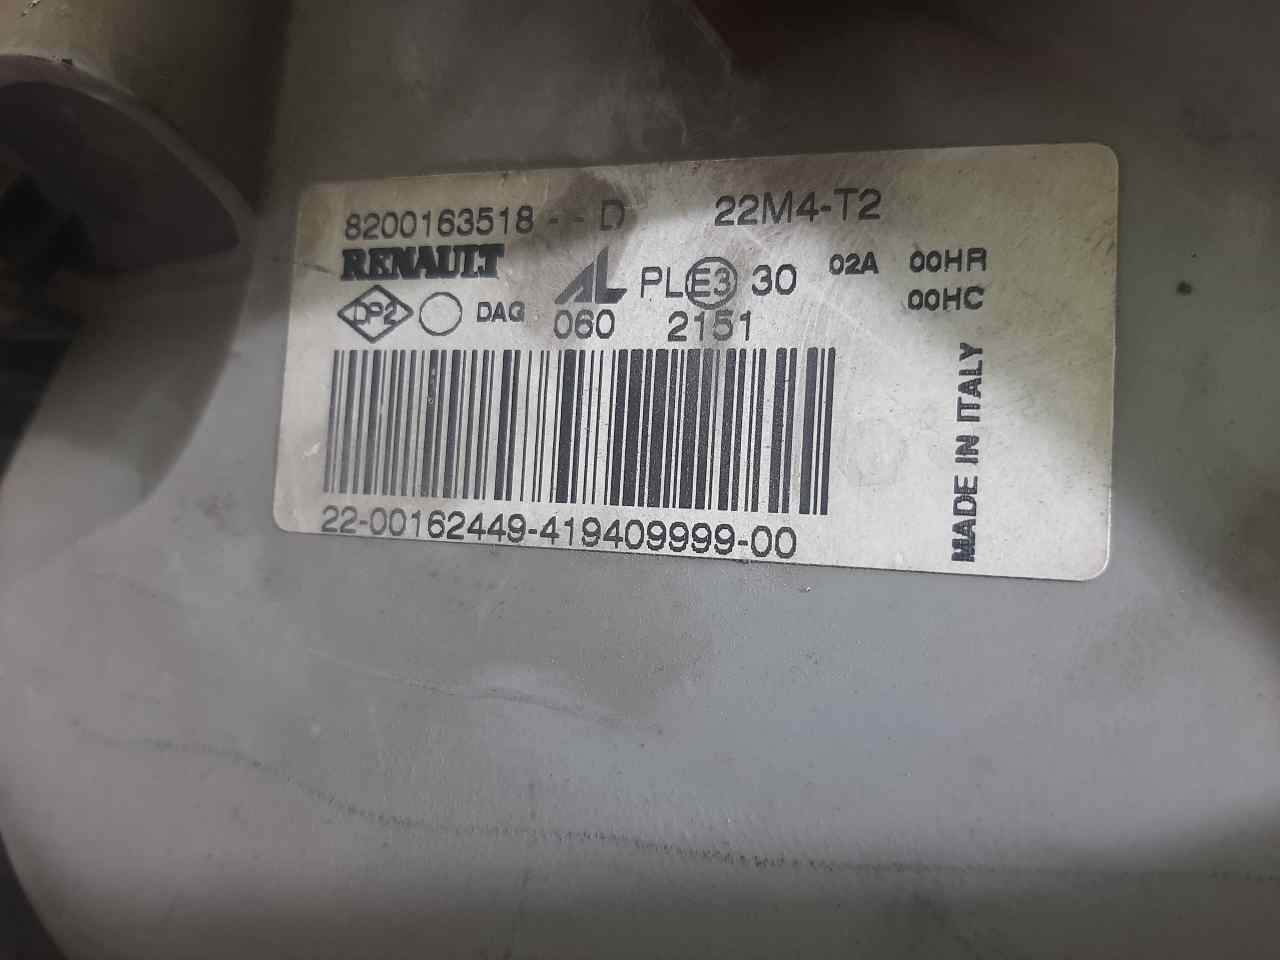 8200163518--D 22M4-T2
RENAULT AL PL E3 30 02A 00HR
00HC
DP2 DAG 060 2151
22-00162449-419409999-00
MADE IN ITALY